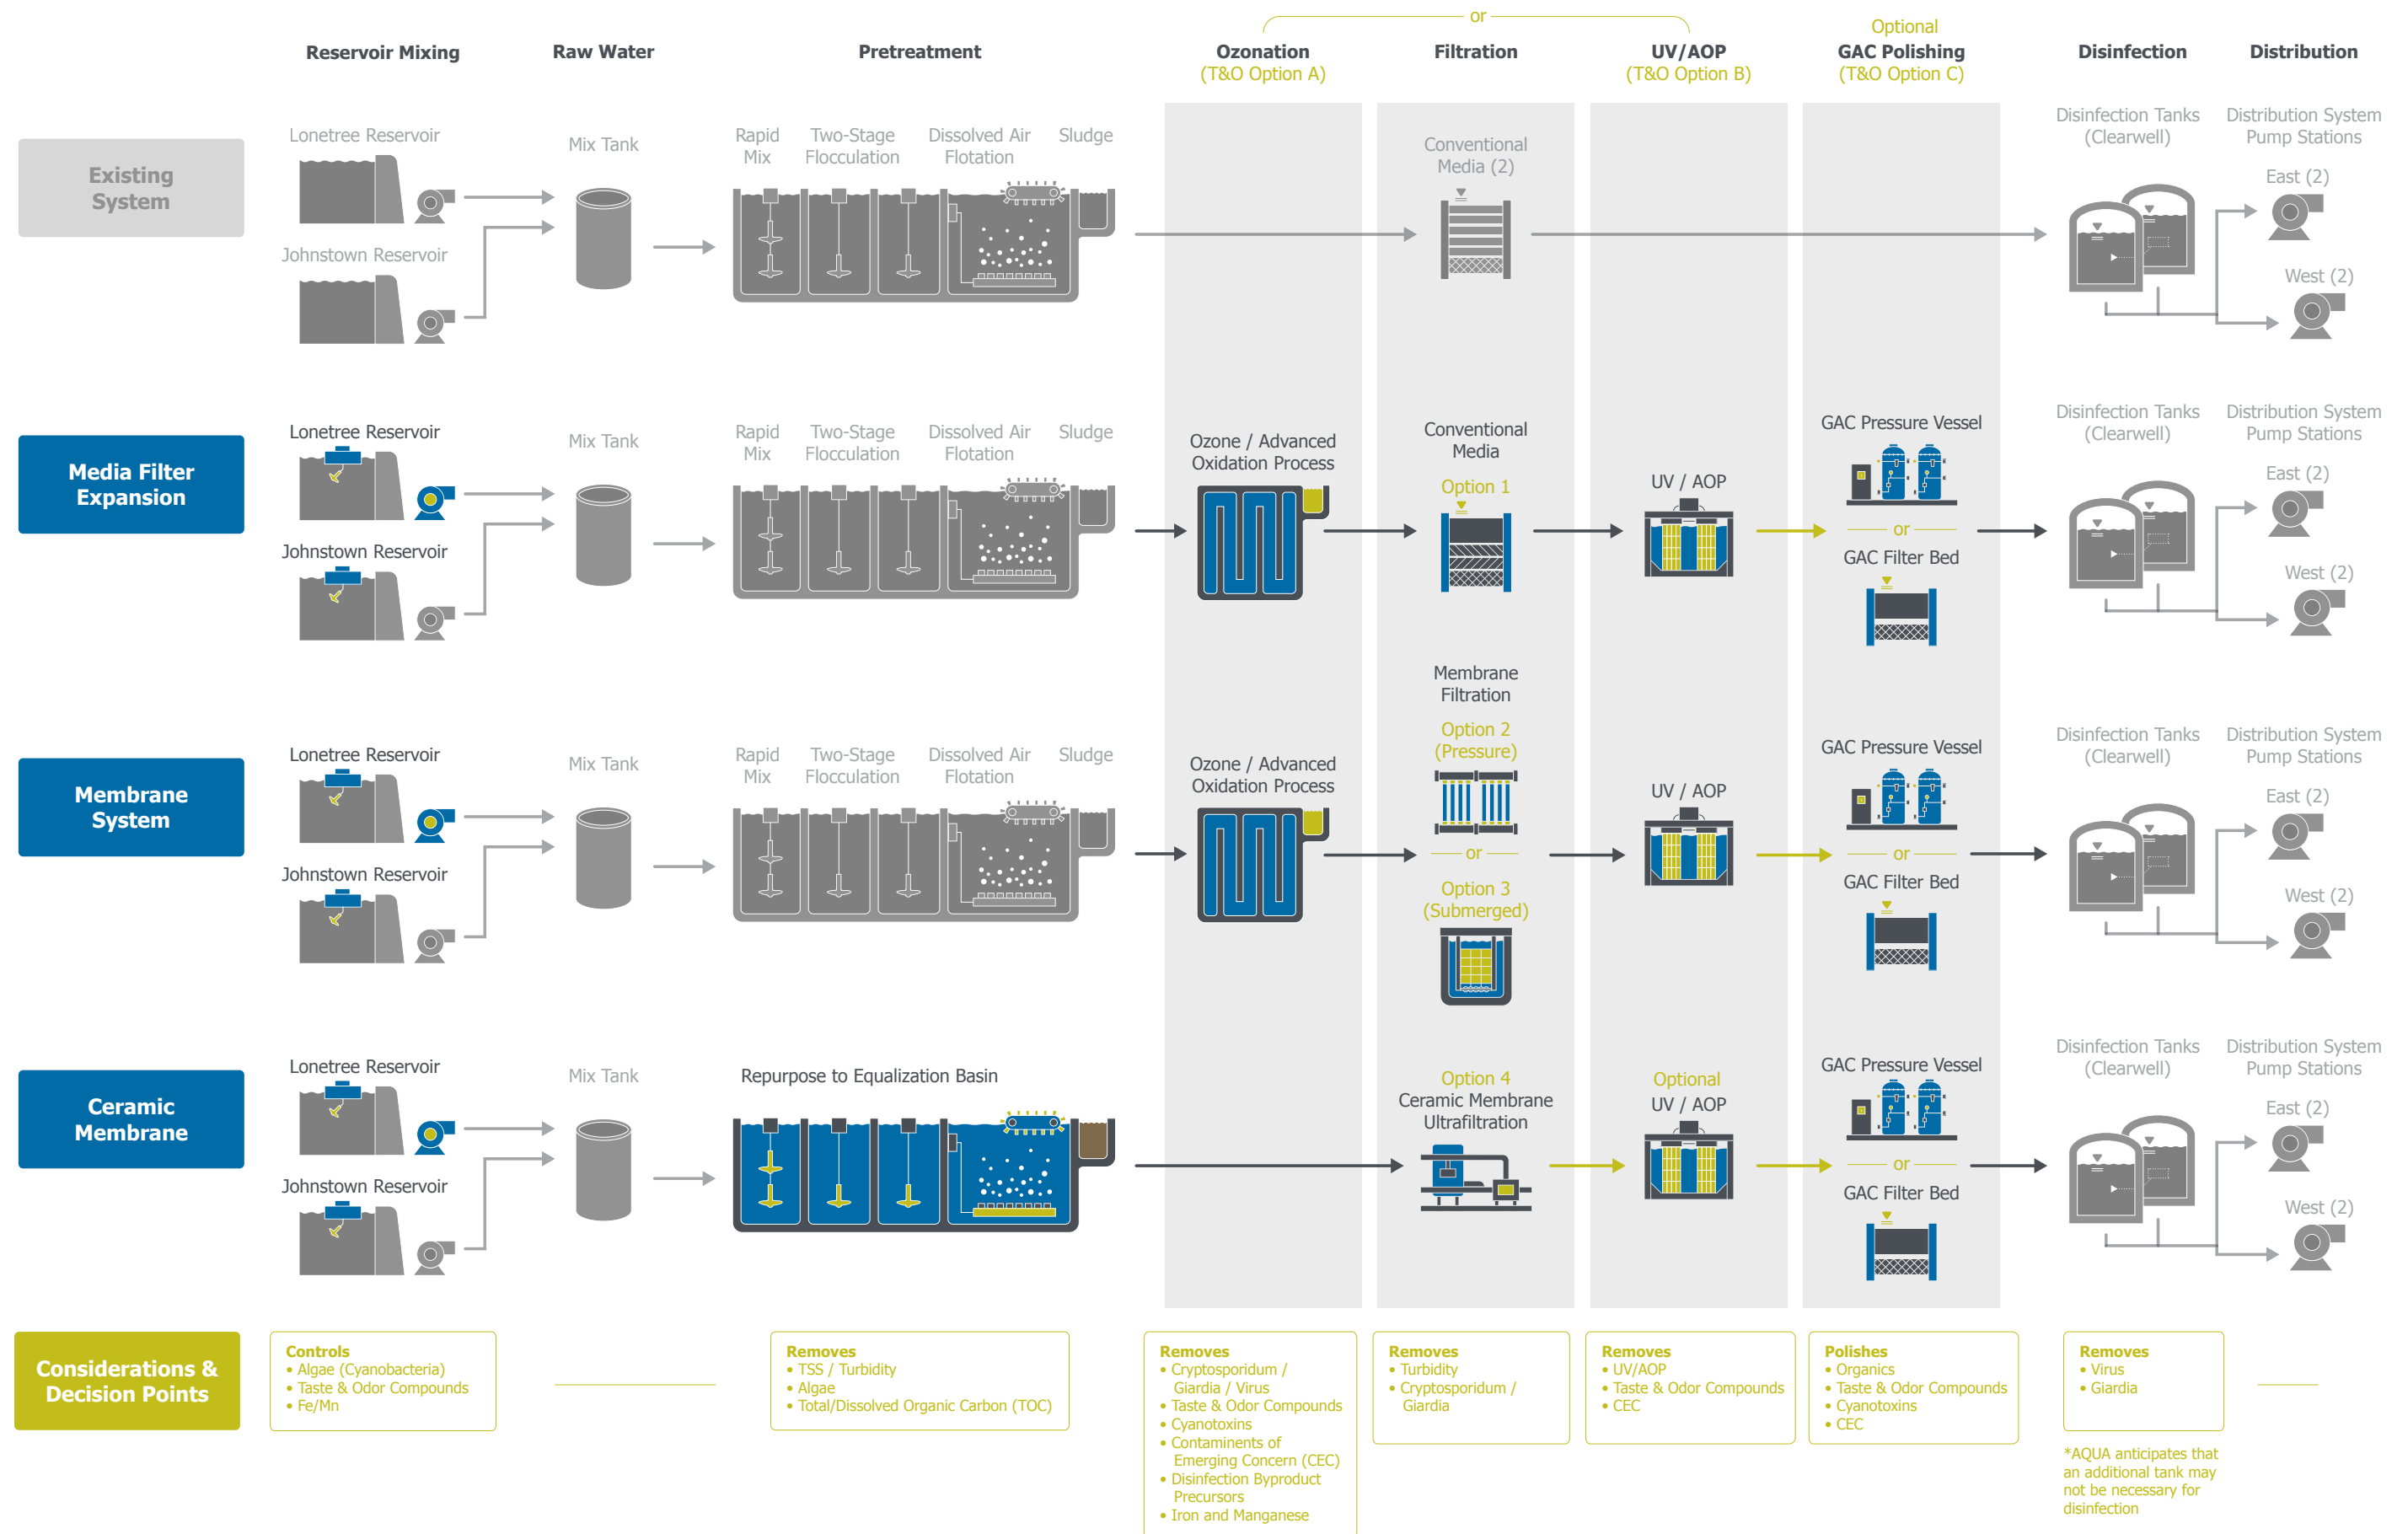 or
Optional
Reservoir Mixing
Raw Water
Pretreatment
Ozonation
(T&O Option A)
Filtration
UV/AOP
(T&O Option B)
GAC Polishing
(T&O Option C)
Disinfection
Distribution
Existing
System
Lonetree Reservoir
Johnstown Reservoir
Mix Tank
Rapid
Mix
Two-Stage
Flocculation
Dissolved Air
Flotation
Sludge
Conventional
Media (2)
Disinfection Tanks
(Clearwell)
Distribution System
Pump Stations
East (2)
West (2)
Media Filter
Expansion
Lonetree Reservoir
Johnstown Reservoir
Mix Tank
Rapid
Mix
Two-Stage
Flocculation
Dissolved Air
Flotation
Sludge
Ozone / Advanced
Oxidation Process
Conventional
Media
Option 1
UV / AOP
GAC Pressure Vessel
or
GAC Filter Bed
Disinfection Tanks
(Clearwell)
Distribution System
Pump Stations
East (2)
West (2)
Membrane
System
Lonetree Reservoir
Johnstown Reservoir
Mix Tank
Rapid
Mix
Two-Stage
Flocculation
Dissolved Air
Flotation
Sludge
Ozone / Advanced
Oxidation Process
Membrane
Filtration
Option 2
(Pressure)
or
Option 3
(Submerged)
UV / AOP
GAC Pressure Vessel
or
GAC Filter Bed
Disinfection Tanks
(Clearwell)
Distribution System
Pump Stations
East (2)
West (2)
Ceramic
Membrane
Lonetree Reservoir
Johnstown Reservoir
Mix Tank
Repurpose to Equalization Basin
Option 4
Ceramic Membrane
Ultrafiltration
Optional
UV / AOP
GAC Pressure Vessel
or
GAC Filter Bed
Disinfection Tanks
(Clearwell)
Distribution System
Pump Stations
East (2)
West (2)
Considerations &
Decision Points
Controls
• Algae (Cyanobacteria)
• Taste & Odor Compounds
• Fe/Mn
Removes
• TSS / Turbidity
• Algae
• Total/Dissolved Organic Carbon (TOC)
Removes
• Cryptosporidum /
Giardia / Virus
• Taste & Odor Compounds
• Cyanotoxins
• Contaminents of
Emerging Concern (CEC)
• Disinfection Byproduct
Precursors
• Iron and Manganese
Removes
• Turbidity
• Cryptosporidum /
Giardia
Removes
• UV/AOP
• Taste & Odor Compounds
• CEC
Polishes
• Organics
• Taste & Odor Compounds
• Cyanotoxins
• CEC
Removes
• Virus
• Giardia
*AQUA anticipates that
an additional tank may
not be necessary for
disinfection